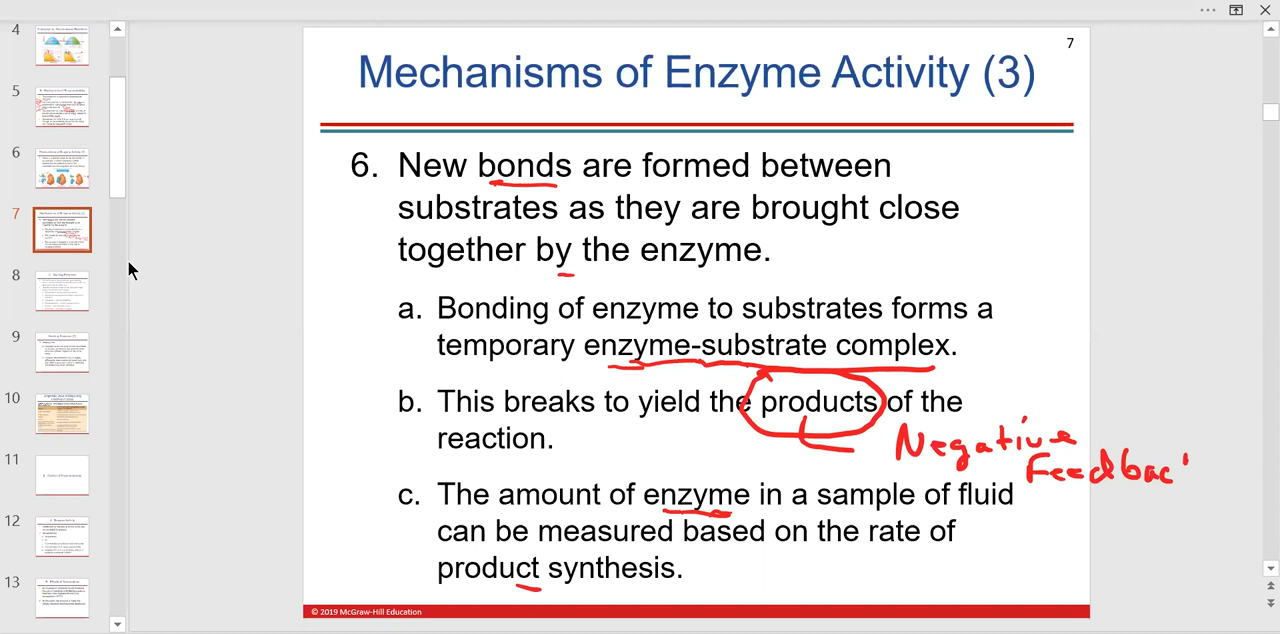 4
5
6
7
8
9
10
11
12
13
7
Mechanisms of Enzyme Activity (3)
6. New bonds are formed between
substrates as they are brought close
together by the enzyme.
a. Bonding of enzyme to substrates forms a
temporary enzyme-substrate complex.
b. This breaks to yield the products of the
reaction.
Negative
Feedbac
c. The amount of enzyme in a sample of fluid
can be measured based on the rate of
product synthesis.
© 2019 McGraw-Hill Education